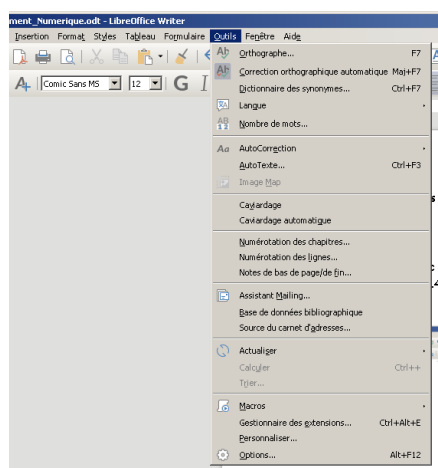 ment_Numerique.odt - LibreOffice Writer
Insertion Format Styles Tableau Formulaire Outils Fenêtre Aide
Orthographe... F7
Correction orthographique automatique Maj+F7
Comic Sans MS 12 G I
Dictionnaire des synonymes... Ctrl+F7
Langue
Nombre de mots...
AutoCorrection
AutoTexte... Ctrl+F3
Image Map
Caviardage
Caviardage automatique
Numérotation des chapitres...
Numérotation des lignes...
Notes de bas de page/de fin...
Assistant Mailing...
Base de données bibliographique
Source du carnet d'adresses...
Actualiser
Calculer Ctrl++
Trier...
Macros
Gestionnaire des extensions... Ctrl+Alt+E
Personnaliser...
Options... Alt+F12